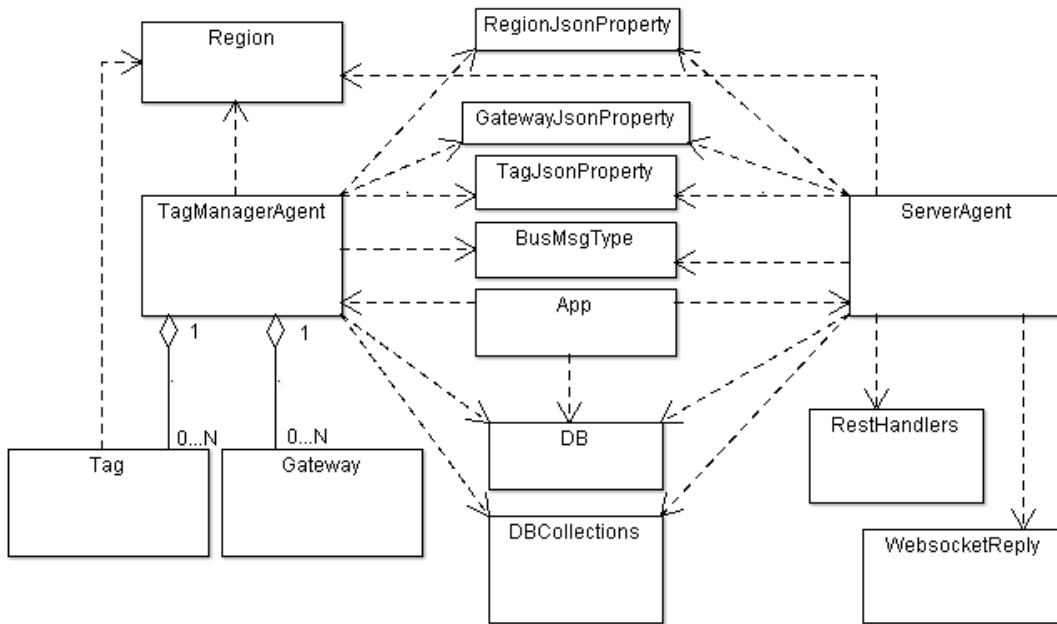 Region
RegionJsonProperty
GatewayJsonProperty
TagJsonProperty
TagManagerAgent
ServerAgent
BusMsgType
App
1
1
0...N
0...N
Tag
Gateway
DB
RestHandlers
DBCollections
WebsocketReply